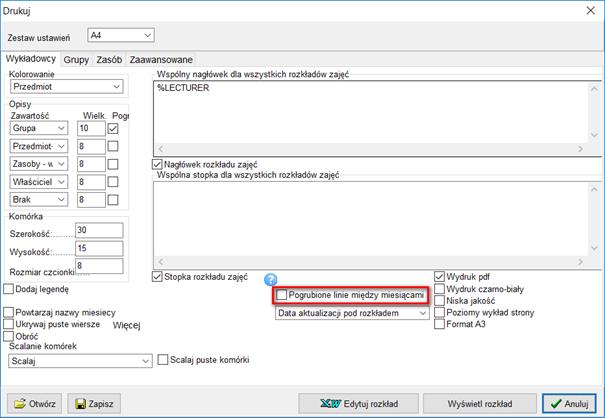 Drukuj
Zestaw ustawień A4
Wykładowcy Grupy Zasób Zaawansowane
Kolorowanie
Przedmiot
Opisy
Zawartość Wielk. Pogr
Grupa 10
Przedmiot- 8
Zasoby - w 8
Właściciel 8
Brak 8
Komórka
Szerokość:......... 30
Wysokość:......... 15
Rozmiar czcionki...... 8
Dodaj legendę
Powtarzaj nazwy miesiecy
Ukrywaj puste wiersze Więcej
Obróć
Scalanie komórek
Scalaj
Scalaj puste komórki
Wspólny nagłówek dla wszystkich rozkładów zajęć
%LECTURER
Nagłówek rozkładu zajęć
Wspólna stopka dla wszystkich rozkładów zajęć
Stopka rozkładu zajęć
?
Pogrubione linie między miesiącami
Data aktualizacji pod rozkładem
Wydruk pdf
Wydruk czarno-biały
Niska jakość
Poziomy wykład strony
Format A3
Otwórz
Zapisz
Edytuj rozkład
Wyświetl rozkład
Anuluj